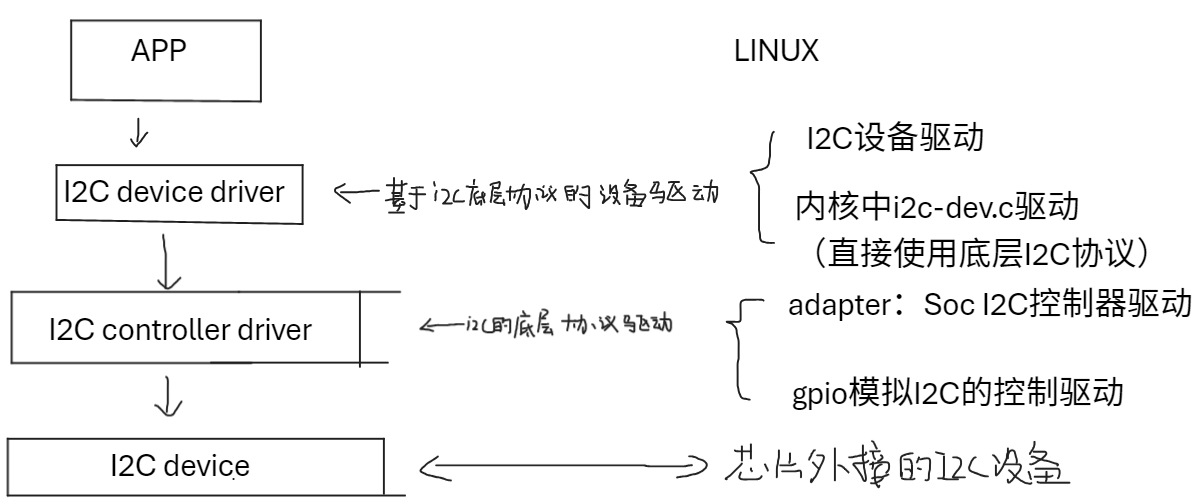 APP
LINUX
I2C设备驱动
I2C device driver
基于i2C底层协议的设备驱动
内核中i2c-dev.c驱动
（直接使用底层I2C协议）
adapter：Soc I2C控制器驱动
I2C controller driver
i2C的底层协议驱动
gpio模拟I2C的控制驱动
I2C device
芯片外接的I2C设备